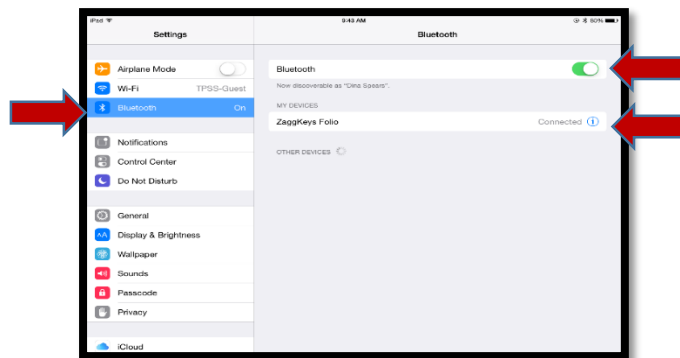 iPad
9:43 AM
80%
Settings
Bluetooth
Airplane Mode
Wi-Fi TPSS-Guest
Bluetooth On
Notifications
Control Center
Do Not Disturb
General
Display & Brightness
Wallpaper
Sounds
Passcode
Privacy
iCloud
Bluetooth
Now discoverable as "Dina Spears".
MY DEVICES
ZaggKeys Folio Connected
OTHER DEVICES